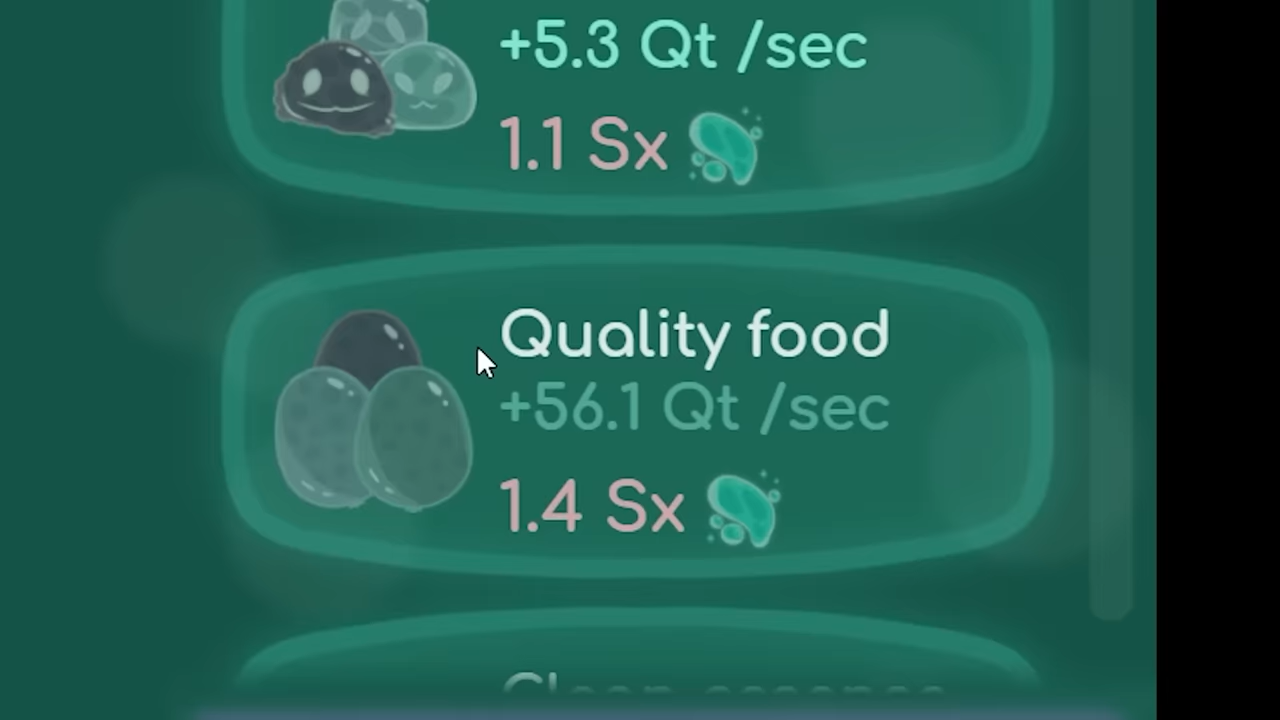 +5.3 Qt /sec
1.1 Sx
Quality food
+56.1 Qt /sec
1.4 Sx